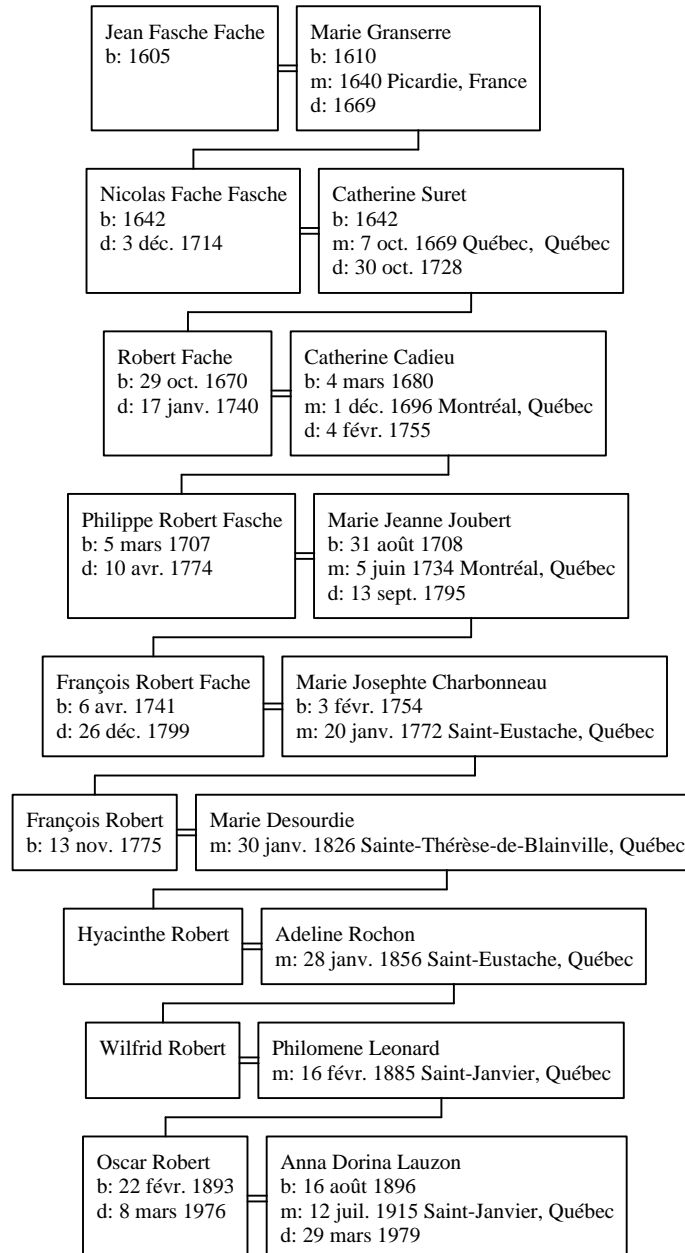 Jean Fasche Fache
b: 1605
Marie Granserre
b: 1610
m: 1640 Picardie, France
d: 1669
Nicolas Fache Fasche
b: 1642
d: 3 déc. 1714
Catherine Suret
b: 1642
m: 7 oct. 1669 Québec,  Québec
d: 30 oct. 1728
Robert Fache
b: 29 oct. 1670
d: 17 janv. 1740
Catherine Cadieu
b: 4 mars 1680
m: 1 déc. 1696 Montréal, Québec
d: 4 févr. 1755
Philippe Robert Fasche
b: 5 mars 1707
d: 10 avr. 1774
Marie Jeanne Joubert
b: 31 août 1708
m: 5 juin 1734 Montréal, Québec
d: 13 sept. 1795
François Robert Fache
b: 6 avr. 1741
d: 26 déc. 1799
Marie Josephte Charbonneau
b: 3 févr. 1754
m: 20 janv. 1772 Saint-Eustache, Québec
François Robert
b: 13 nov. 1775
Marie Desourdie
m: 30 janv. 1826 Sainte-Thérèse-de-Blainville, Québec
Hyacinthe Robert
Adeline Rochon
m: 28 janv. 1856 Saint-Eustache, Québec
Wilfrid Robert
Philomene Leonard
m: 16 févr. 1885 Saint-Janvier, Québec
Oscar Robert
b: 22 févr. 1893
d: 8 mars 1976
Anna Dorina Lauzon
b: 16 août 1896
m: 12 juil. 1915 Saint-Janvier, Québec
d: 29 mars 1979